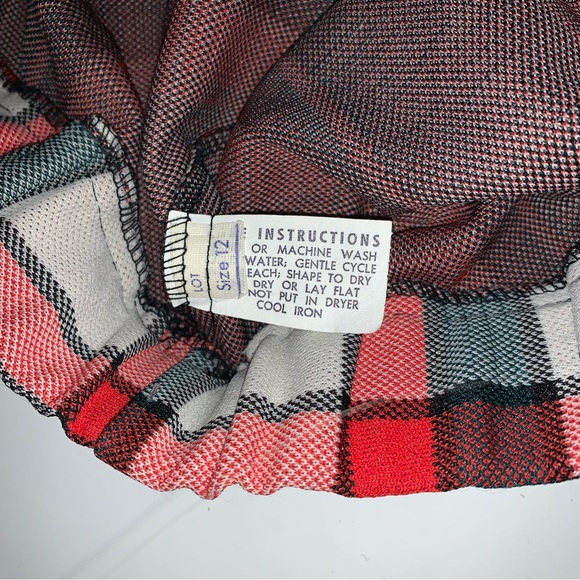 INSTRUCTIONS
OR MACHINE WASH
WATER; GENTLE CYCLE
EACH; SHAPE TO DRY
DRY OR LAY FLAT
NOT PUT IN DRYER
COOL IRON
LOT
Size 12